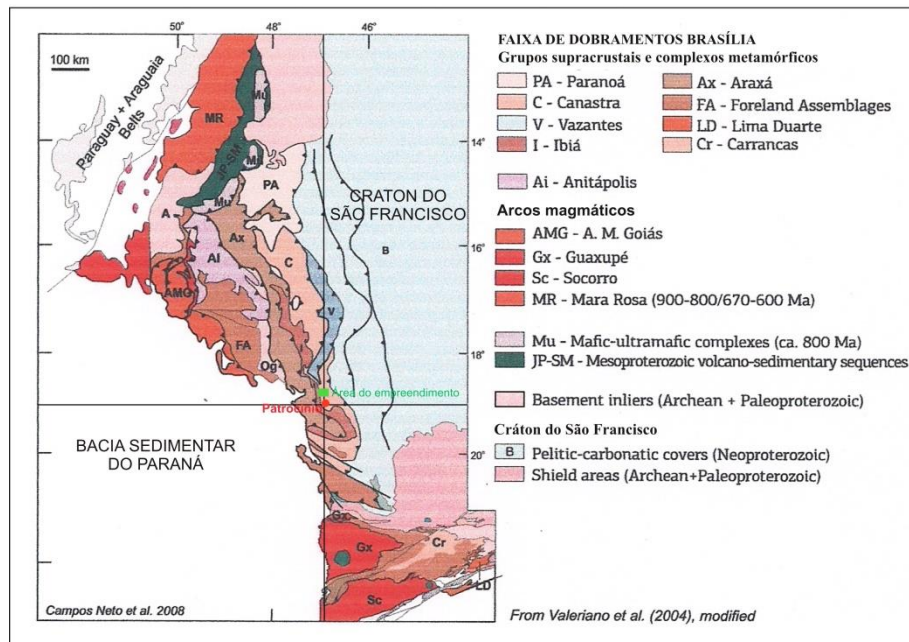 50°
48°
46°
100 km
Paraguay + Araguaia
Belts
MR
Mu
JP-SM
14°
PA
Mu
CRATON DO
SÃO FRANCISCO
A
Ax
16°
B
AI
C
AMG
V
FA
I
18°
Og
Área do empreendimento
Patrocínio
BACIA SEDIMENTAR
DO PARANÁ
20°
Gx
Gx
Cr
Sc
LD
Campos Neto et al. 2008
FAIXA DE DOBRAMENTOS BRASÍLIA
Grupos supracrustais e complexos metamórficos
PA - Paranoá
Ax - Araxá
C - Canastra
FA - Foreland Assemblages
V - Vazantes
LD - Lima Duarte
I - Ibiá
Cr - Carrancas
Ai - Anitápolis
Arcos magmáticos
AMG - A. M. Goiás
Gx - Guaxupé
Sc - Socorro
MR - Mara Rosa (900-800/670-600 Ma)
Mu - Mafic-ultramafic complexes (ca. 800 Ma)
JP-SM - Mesoproterozoic volcano-sedimentary sequences
Basement inliers (Archean + Paleoproterozoic)
Cráton do São Francisco
B Pelitic-carbonatic covers (Neoproterozoic)
Shield areas (Archean+Paleoproterozoic)
From Valeriano et al. (2004), modified